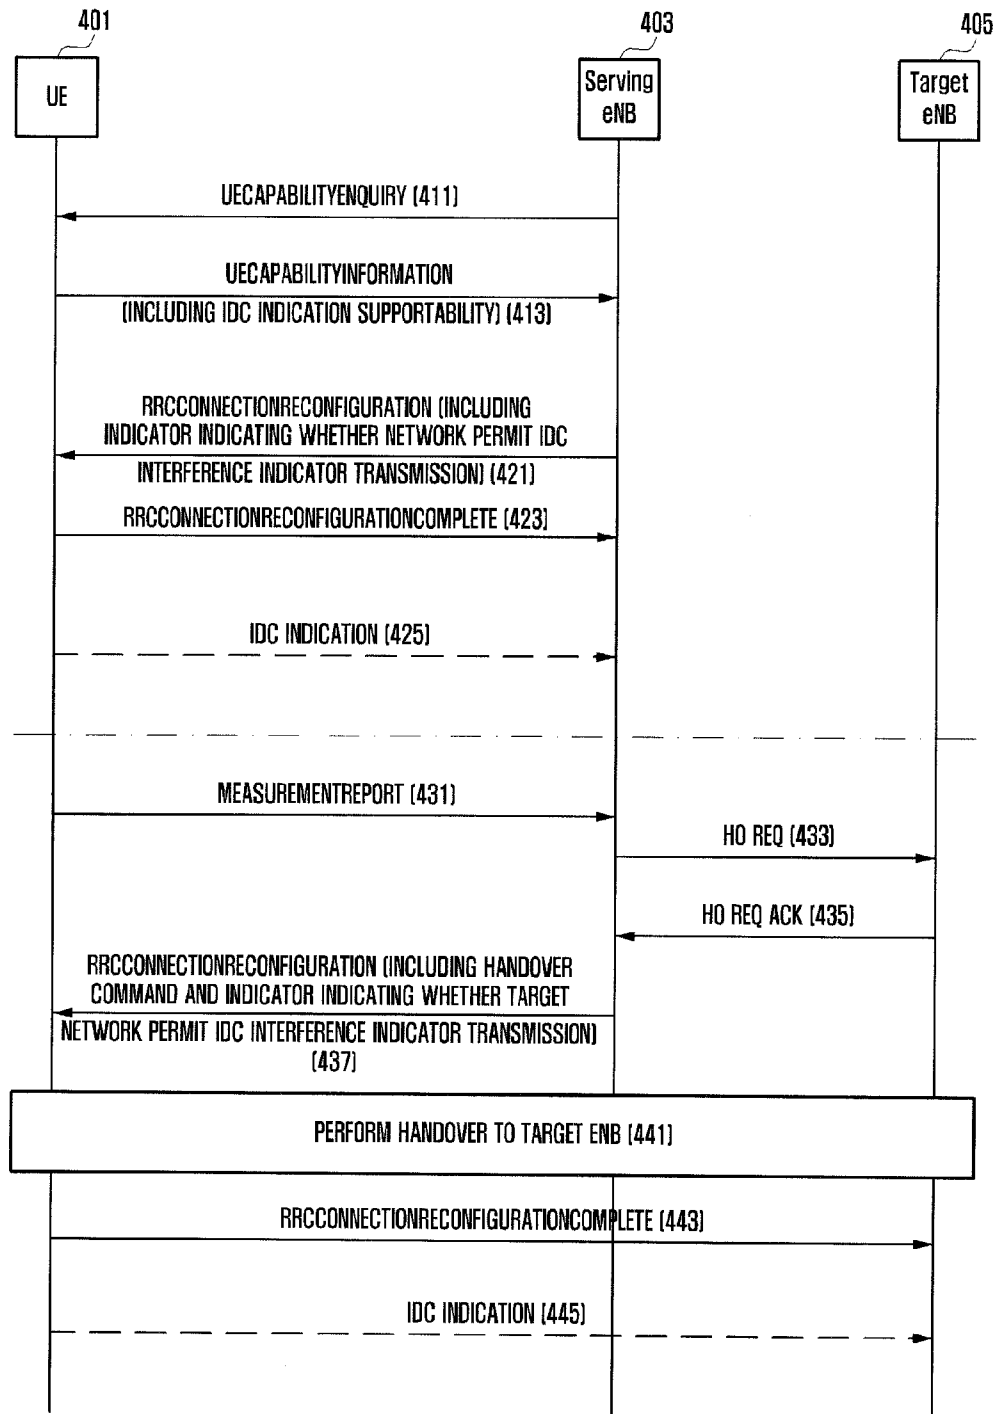 401
403
405
UE
Serving
eNB
Target
eNB
UECAPABILITYENQUIRY (411)
UECAPABILITYINFORMATION
(INCLUDING IDC INDICATION SUPPORTABILITY) (413)
RRCCONNECTIONRECONFIGURATION (INCLUDING
INDICATOR INDICATING WHETHER NETWORK PERMIT IDC
INTERFERENCE INDICATOR TRANSMISSION) (421)
RRCCONNECTIONRECONFIGURATIONCOMPLETE (423)
IDC INDICATION (425)
MEASUREMENTREPORT (431)
HO REQ (433)
HO REQ ACK (435)
RRCCONNECTIONRECONFIGURATION (INCLUDING HANDOVER
COMMAND AND INDICATOR INDICATING WHETHER TARGET
NETWORK PERMIT IDC INTERFERENCE INDICATOR TRANSMISSION)
(437)
PERFORM HANDOVER TO TARGET ENB (441)
RRCCONNECTIONRECONFIGURATIONCOMPLETE (443)
IDC INDICATION (445)